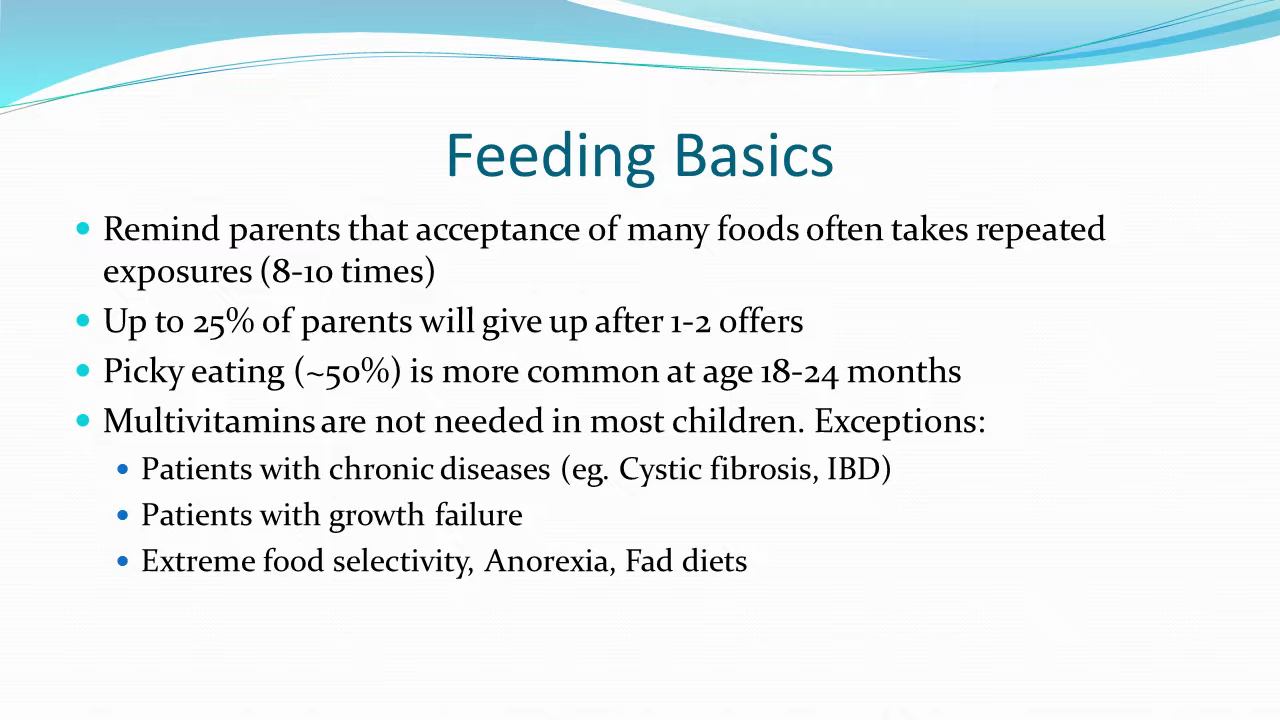 Feeding Basics
Remind parents that acceptance of many foods often takes repeated
exposures (8-10 times)
Up to 25% of parents will give up after 1-2 offers
Picky eating (~50%) is more common at age 18-24 months
Multivitamins are not needed in most children. Exceptions:
Patients with chronic diseases (eg. Cystic fibrosis, IBD)
Patients with growth failure
Extreme food selectivity, Anorexia, Fad diets